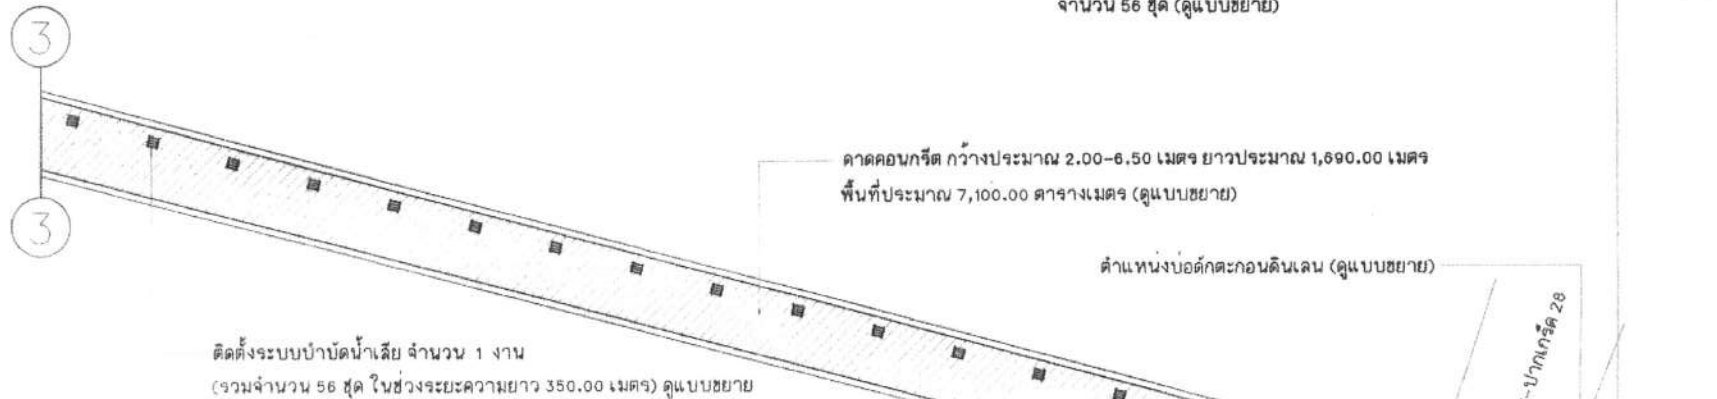 จำนวน 56 ชุด (ดูแบบขยาย)
3
ดาดคอนกรีต กว้างประมาณ 2.00-6.50 เมตร ยาวประมาณ 1,690.00 เมตร
พื้นที่ประมาณ 7,100.00 ตารางเมตร (ดูแบบขยาย)
3
ตำแหน่งบ่อดักตะกอนดินเลน (ดูแบบขยาย)
-ปากเกร็ด 28
ติดตั้งระบบบำบัดน้ำเสีย จำนวน 1 งาน
(รวมจำนวน 56 ชุด ในช่วงระยะความยาว 350.00 เมตร) ดูแบบขยาย